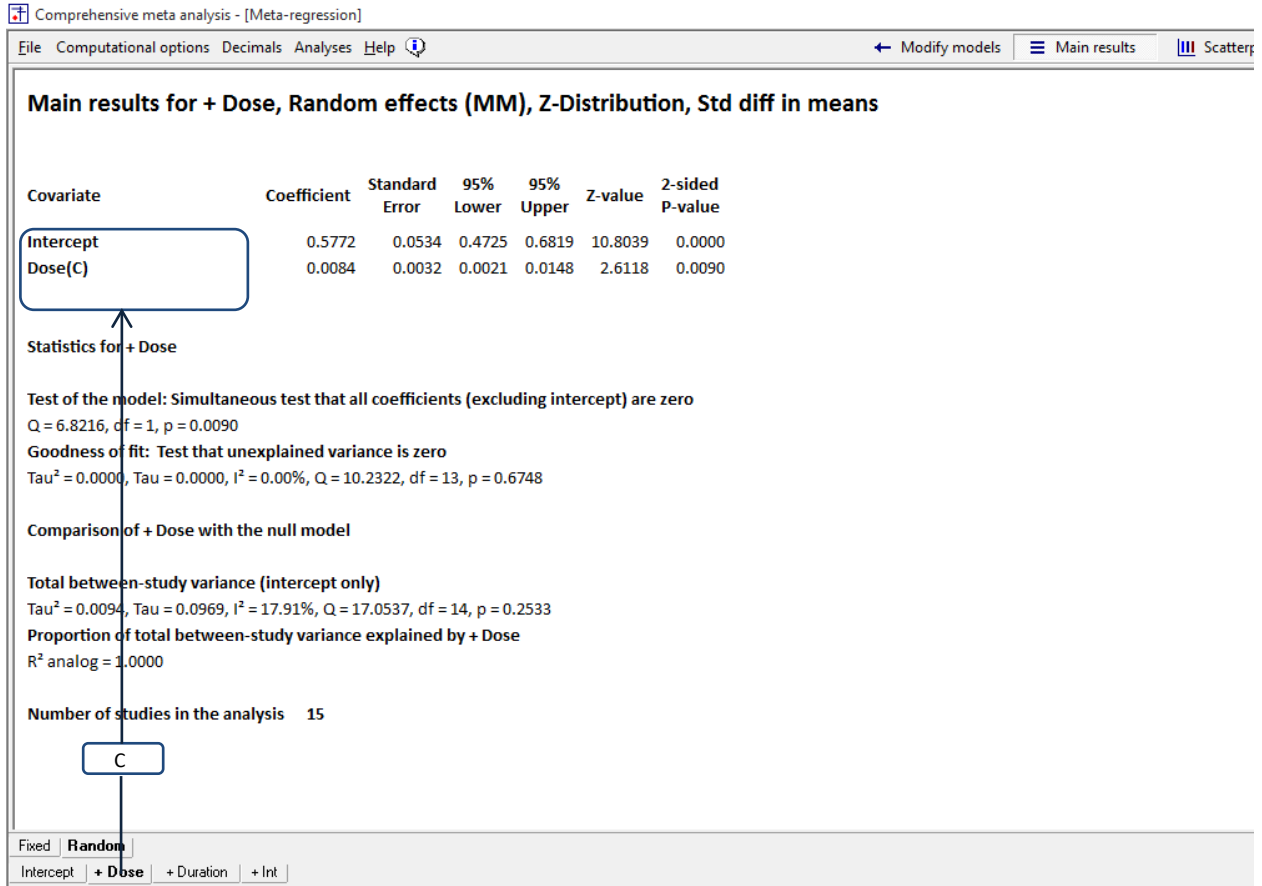 Comprehensive meta analysis - [Meta-regression]
File Computational options Decimals Analyses Help Modify models Main results Scatterp
Main results for + Dose, Random effects (MM), Z-Distribution, Std diff in means
Covariate Coefficient Standard Error 95% Lower 95% Upper Z-value 2-sided P-value
Intercept 0.5772 0.0534 0.4725 0.6819 10.8039 0.0000
Dose(C) 0.0084 0.0032 0.0021 0.0148 2.6118 0.0090
Statistics for + Dose
Test of the model: Simultaneous test that all coefficients (excluding intercept) are zero
Q = 6.8216, df = 1, p = 0.0090
Goodness of fit: Test that unexplained variance is zero
Tau² = 0.0000, Tau = 0.0000, I² = 0.00%, Q = 10.2322, df = 13, p = 0.6748
Comparison of + Dose with the null model
Total between-study variance (intercept only)
Tau² = 0.0094, Tau = 0.0969, I² = 17.91%, Q = 17.0537, df = 14, p = 0.2533
Proportion of total between-study variance explained by + Dose
R² analog = 1.0000
Number of studies in the analysis 15
C
Fixed Random
Intercept + Dose + Duration + Int